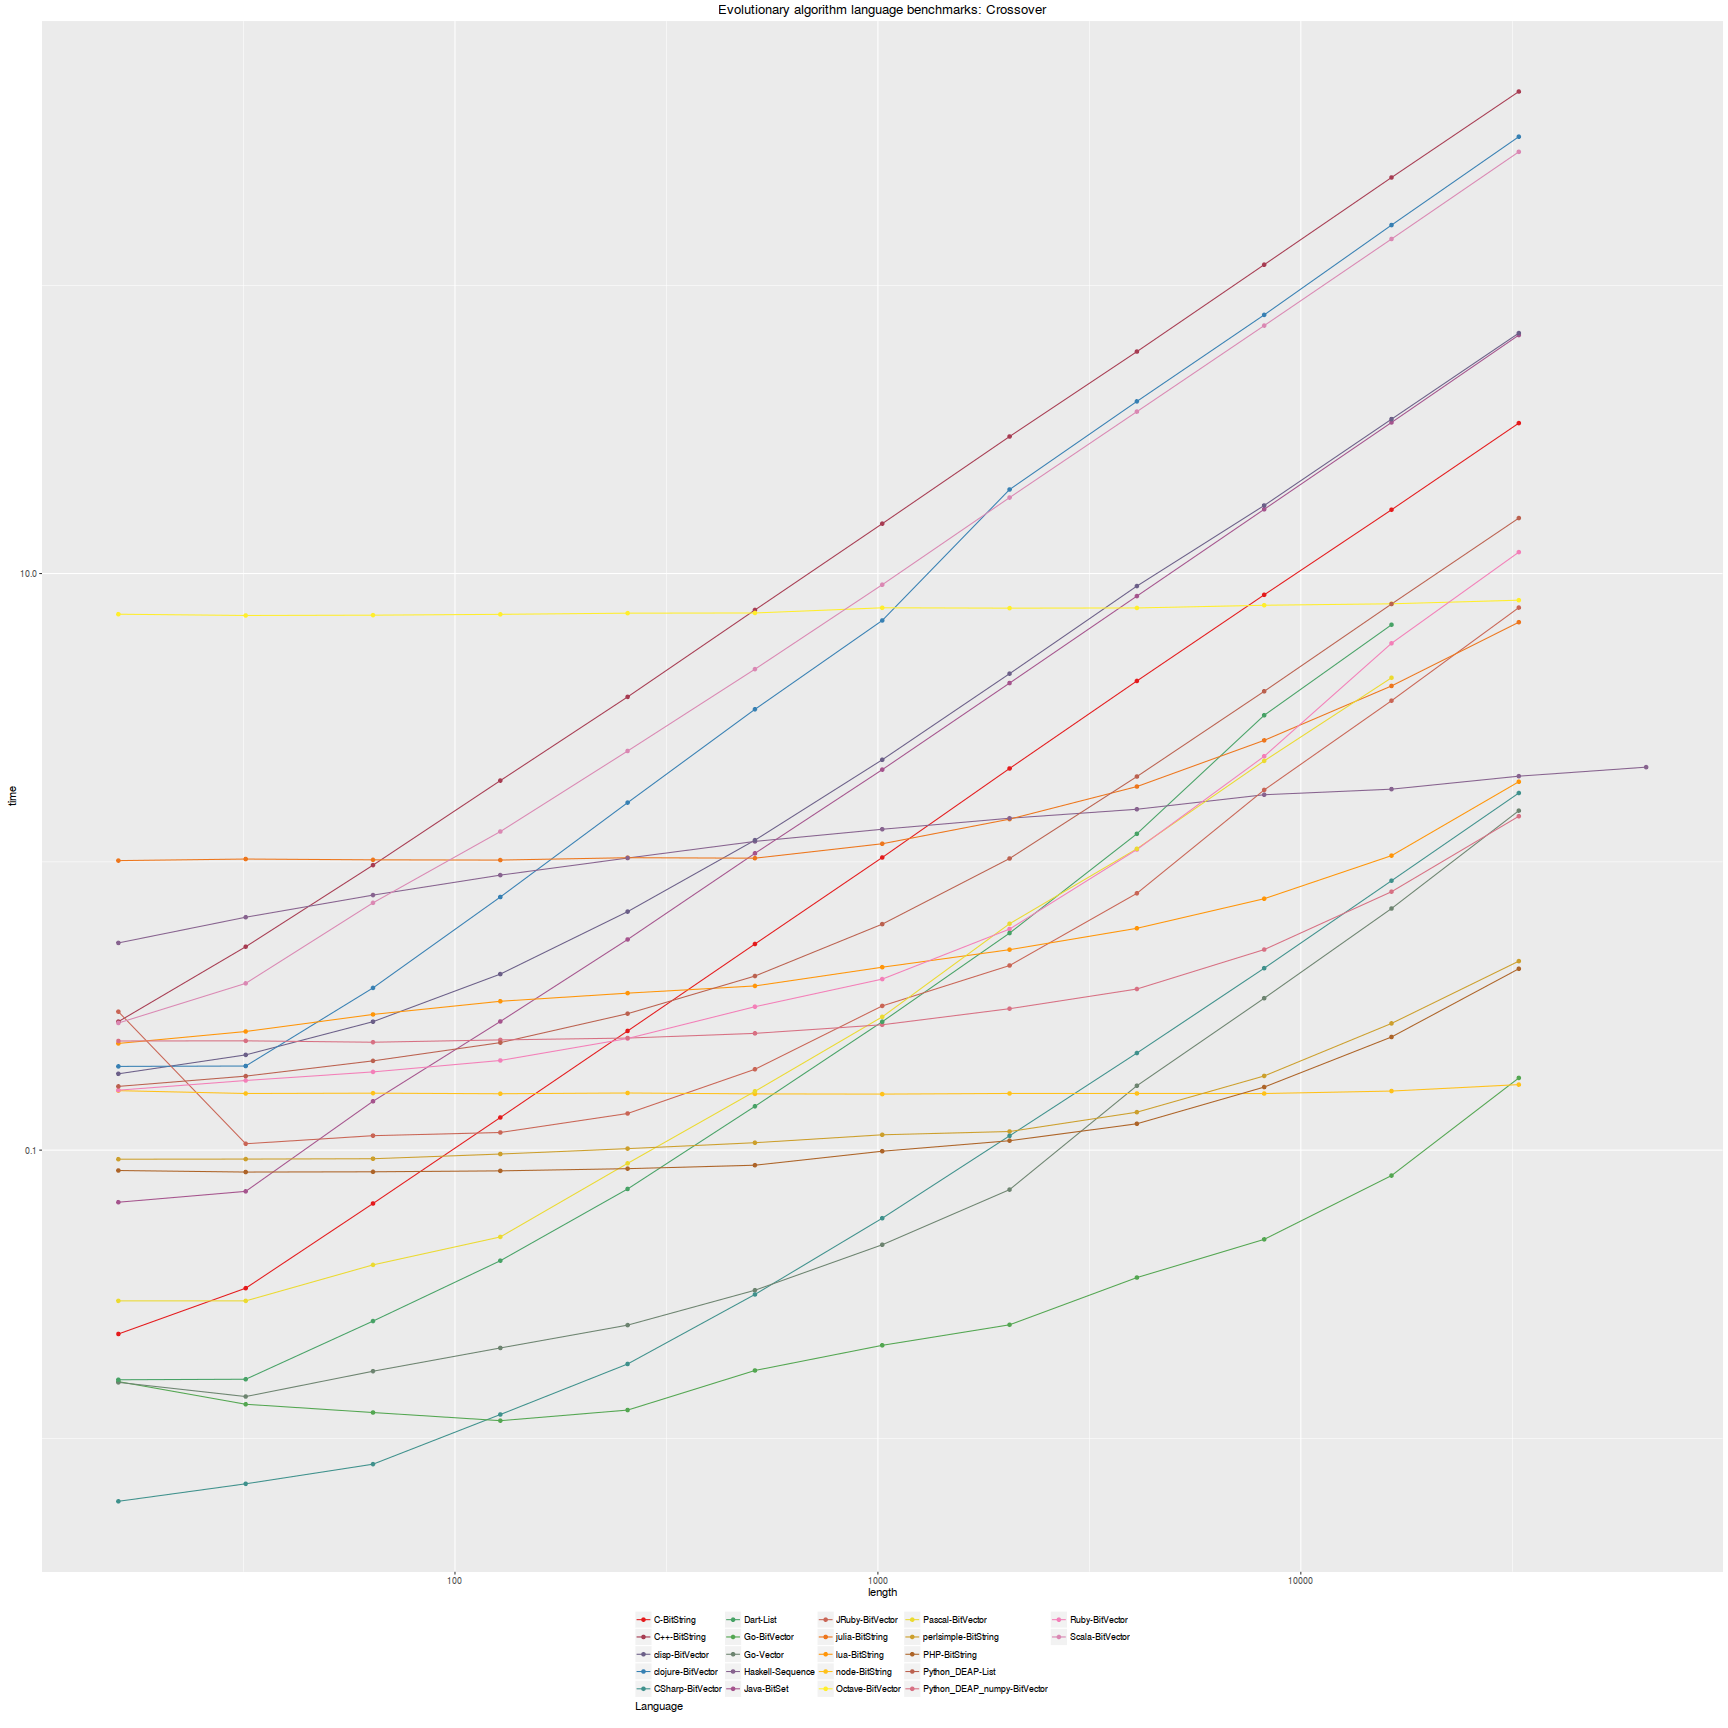 Evolutionary algorithm language benchmarks: Crossover
time
10.0
0.1
100
1000
10000
length
C-BitString
Dart-List
JRuby-BitVector
Pascal-BitVector
Ruby-BitVector
C++-BitString
Go-BitVector
julia-BitString
perlsimple-BitString
Scala-BitVector
clisp-BitVector
Go-Vector
lua-BitString
PHP-BitString
clojure-BitVector
Haskell-Sequence
node-BitString
Python_DEAP-List
CSharp-BitVector
Java-BitSet
Octave-BitVector
Python_DEAP_numpy-BitVector
Language